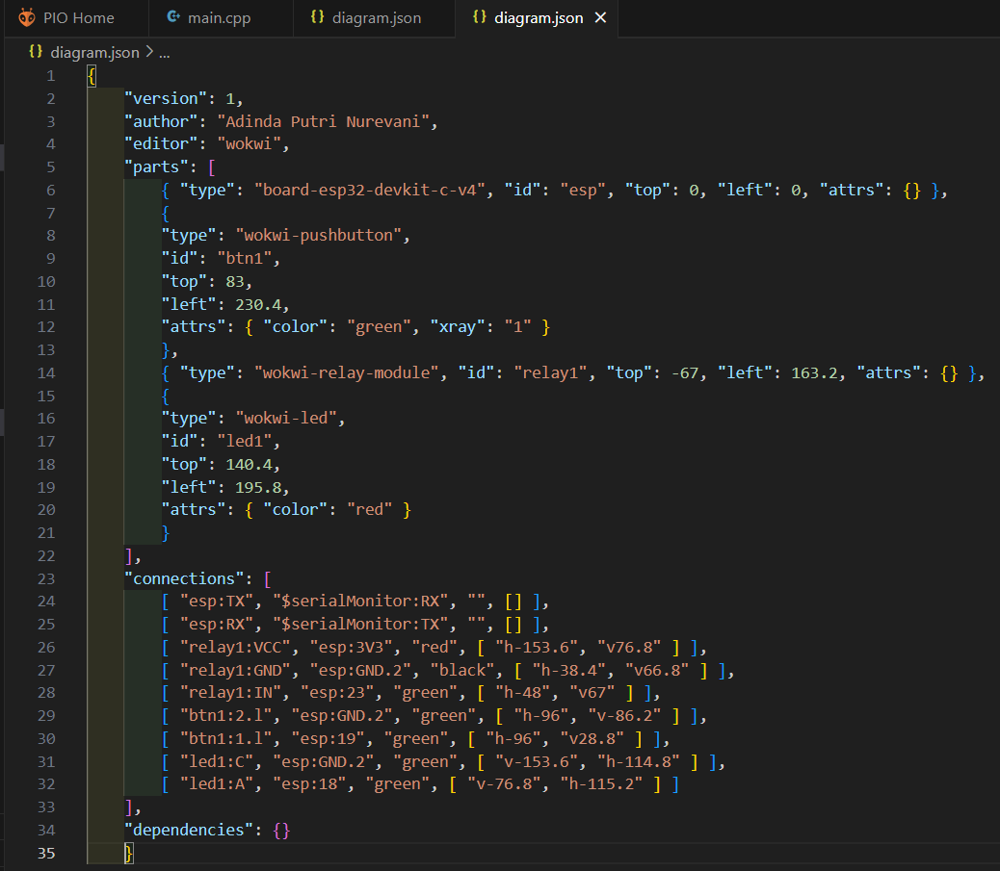 PIO Home main.cpp {} diagram.json {} diagram.json ×
{} diagram.json > ...
1 {
2 "version": 1,
3 "author": "Adinda Putri Nurevani",
4 "editor": "wokwi",
5 "parts": [
6 { "type": "board-esp32-devkit-c-v4", "id": "esp", "top": 0, "left": 0, "attrs": {} },
7 {
8 "type": "wokwi-pushbutton",
9 "id": "btn1",
10 "top": 83,
11 "left": 230.4,
12 "attrs": { "color": "green", "xray": "1" }
13 },
14 { "type": "wokwi-relay-module", "id": "relay1", "top": -67, "left": 163.2, "attrs": {} },
15 {
16 "type": "wokwi-led",
17 "id": "led1",
18 "top": 140.4,
19 "left": 195.8,
20 "attrs": { "color": "red" }
21 }
22 ],
23 "connections": [
24 [ "esp:TX", "$serialMonitor:RX", "", [] ],
25 [ "esp:RX", "$serialMonitor:TX", "", [] ],
26 [ "relay1:VCC", "esp:3V3", "red", [ "h-153.6", "v76.8" ] ],
27 [ "relay1:GND", "esp:GND.2", "black", [ "h-38.4", "v66.8" ] ],
28 [ "relay1:IN", "esp:23", "green", [ "h-48", "v67" ] ],
29 [ "btn1:2.l", "esp:GND.2", "green", [ "h-96", "v-86.2" ] ],
30 [ "btn1:1.l", "esp:19", "green", [ "h-96", "v28.8" ] ],
31 [ "led1:C", "esp:GND.2", "green", [ "v-153.6", "h-114.8" ] ],
32 [ "led1:A", "esp:18", "green", [ "v-76.8", "h-115.2" ] ]
33 ],
34 "dependencies": {}
35 }